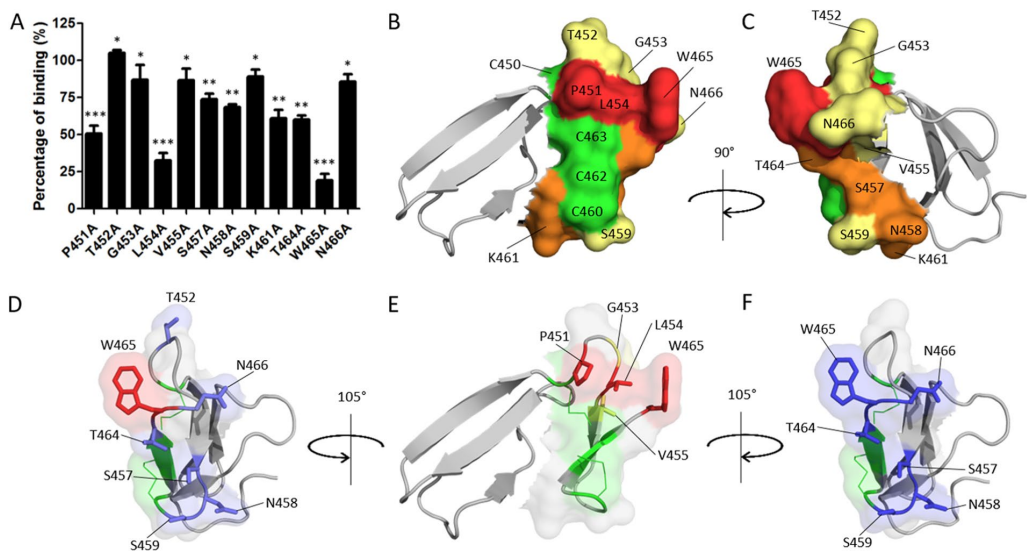 A
Percentage of binding (%)
125
100
75
50
25
0
***
*
*
***
*
**
**
*
**
**
***
*
P451A
T452A
G453A
L454A
V455A
S457A
N458A
S459A
K461A
T464A
W465A
N466A
B
T452
G453
C450
W465
P451
L454
N466
C463
C462
C460
S459
K461
90°
C
T452
G453
W465
N466
T464
V455
S457
S459
N458
K461
D
T452
W465
N466
T464
S457
N458
S459
105°
E
G453
L454
P451
W465
V455
105°
F
W465
N466
T464
S457
N458
S459